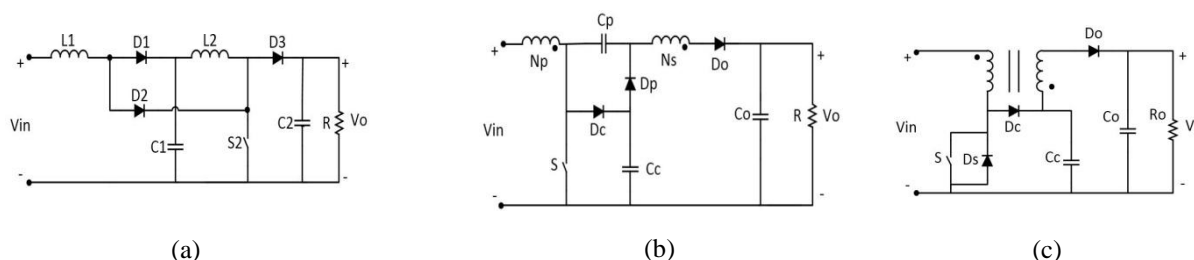 L1 D1 L2 D3
+ +
D2
Vin C1 S2 C2 R Vo
- -
(a)
Cp
+ Np Ns Do +
Dp
Dc
Vin Co R Vo
S Cc
- -
(b)
Do
+ +
Vin Dc Co Ro V
S Ds Cc
- -
(c)